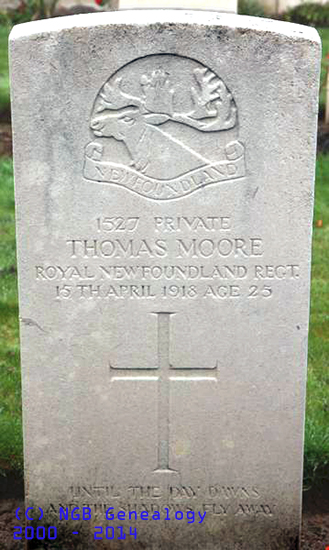 NEWFOUNDLAND
1527 PRIVATE
THOMAS MOORE
ROYAL NEWFOUNDLAND REGT.
15TH APRIL 1918 AGE 25
UNTIL THE DAY DAWNS
FLY AWAY
(C) NGB Genealogy
2000 - 2014